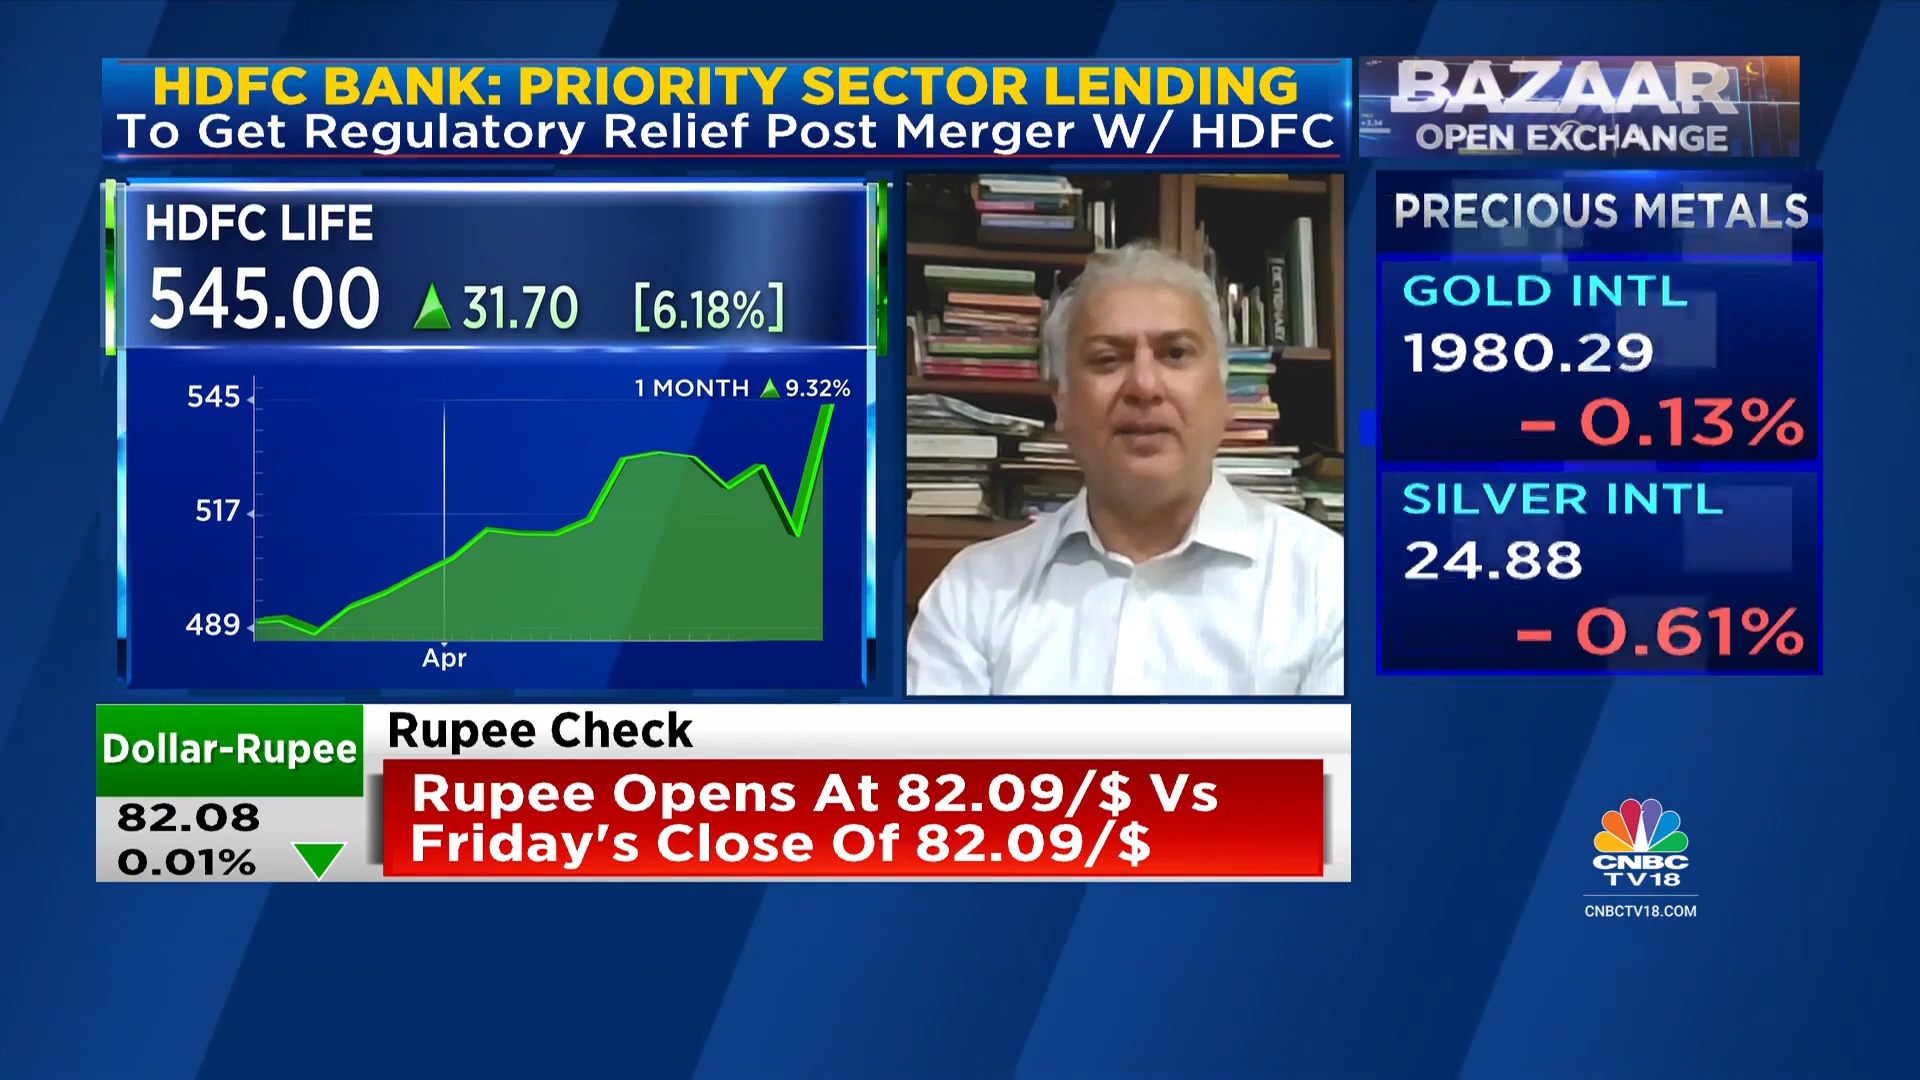 HDFC BANK: PRIORITY SECTOR LENDING
To Get Regulatory Relief Post Merger W/ HDFC
BAZAAR
OPEN EXCHANGE
HDFC LIFE
545.00 ▲ 31.70 [6.18%]
1 MONTH ▲ 9.32%
545
517
489
Apr
DICTIONARY
PRECIOUS METALS
GOLD INTL
1980.29
- 0.13%
SILVER INTL
24.88
- 0.61%
Dollar-Rupee
82.08
0.01% ▼
Rupee Check
Rupee Opens At 82.09/$ Vs
Friday's Close Of 82.09/$
CNBC
TV18
CNBCTV18.COM